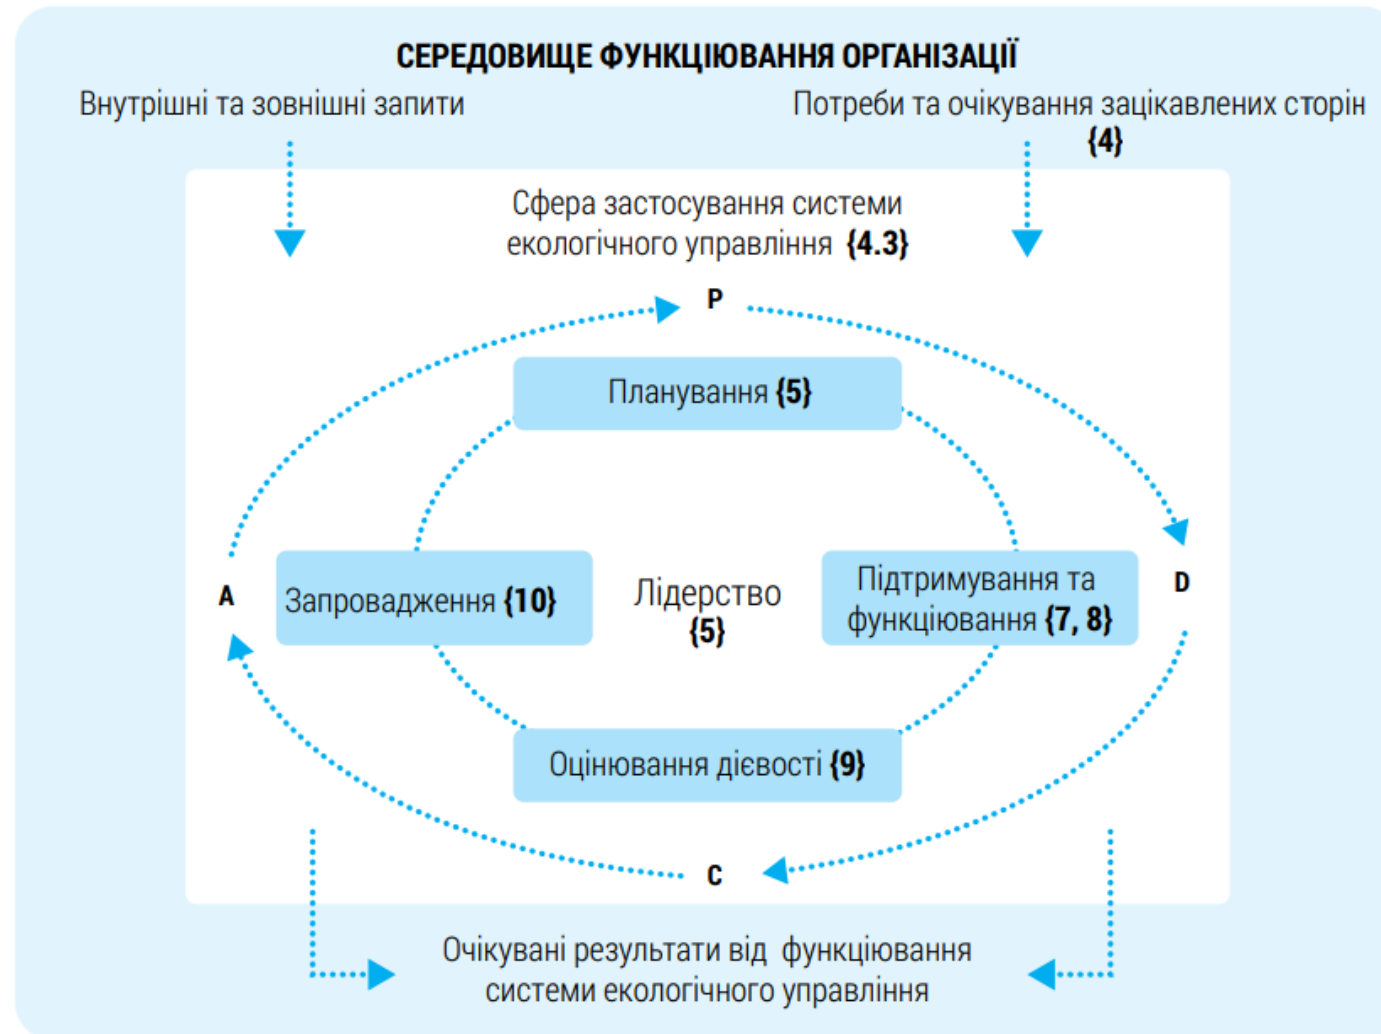 СЕРЕДОВИЩЕ ФУНКЦІЮВАННЯ ОРГАНІЗАЦІЇ
Внутрішні та зовнішні запити
Потреби та очікування зацікавлених сторін
{4}
Сфера застосування системи
екологічного управління {4.3}
P
Планування {5}
A
Запровадження {10}
Лідерство
{5}
Підтримування та
функціювання {7, 8}
D
Оцінювання дієвості {9}
C
Очікувані результати від функціювання
системи екологічного управління